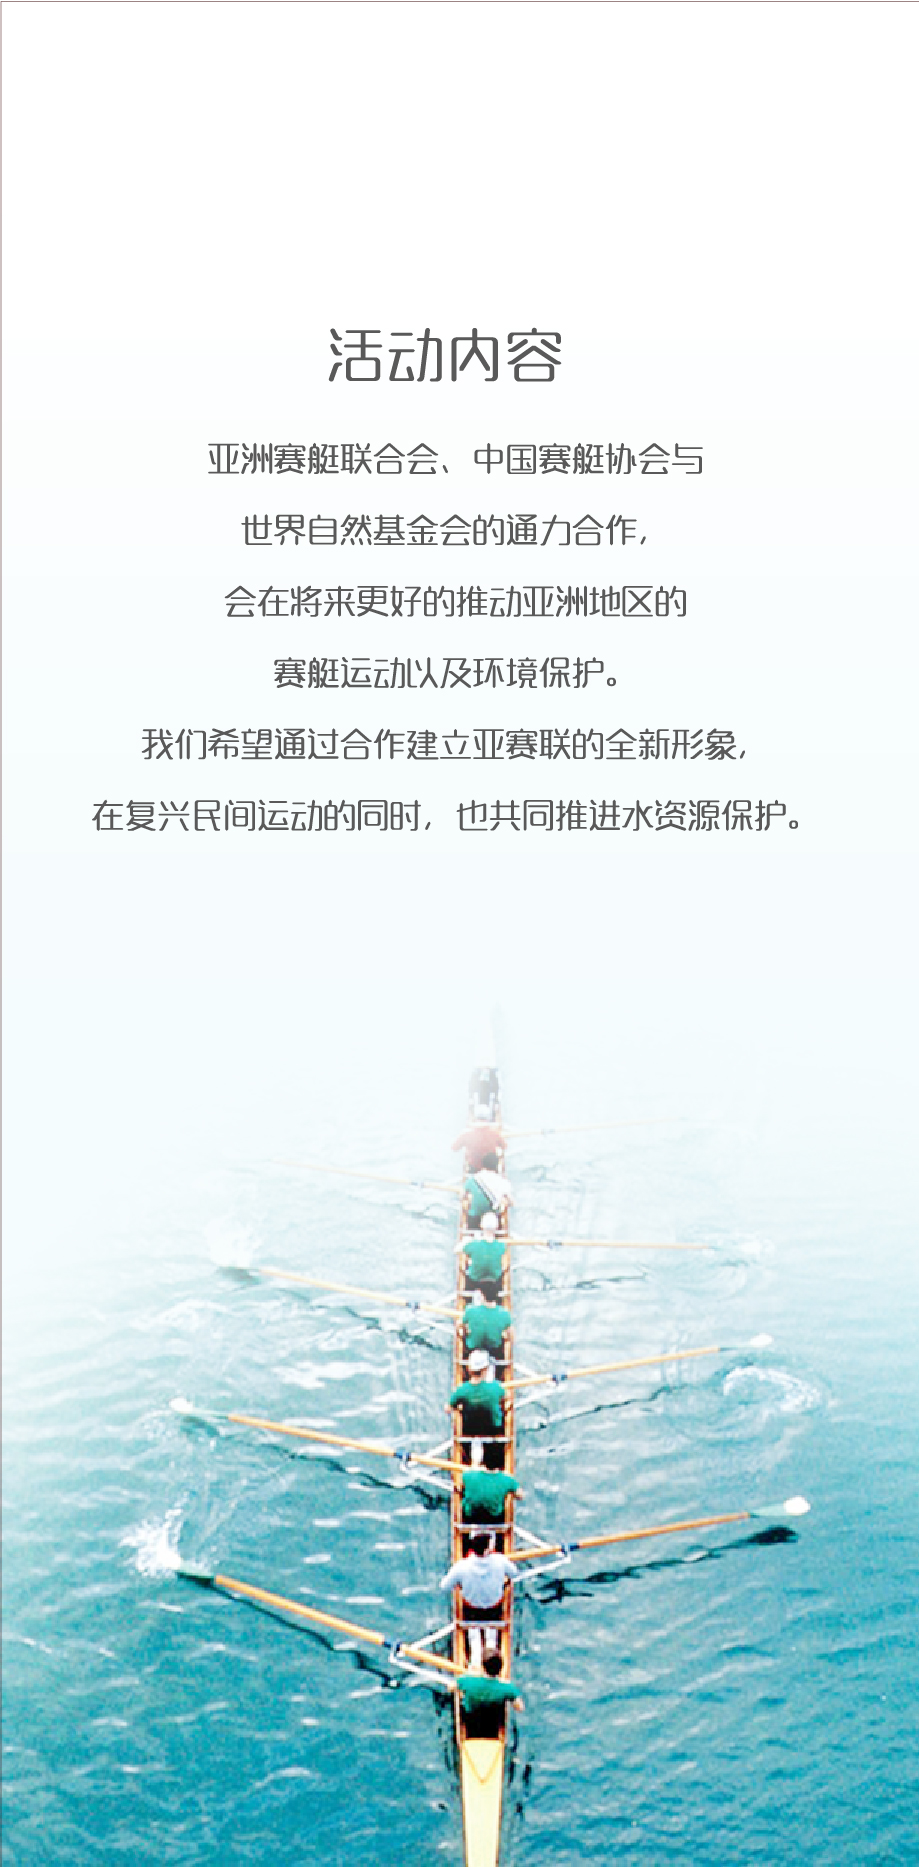 活动内容
亚洲赛艇联合会、中国赛艇协会与
世界自然基金会的通力合作，
会在将来更好的推动亚洲地区的
赛艇运动以及环境保护。
我们希望通过合作建立亚赛联的全新形象，
在复兴民间运动的同时，也共同推进水资源保护。